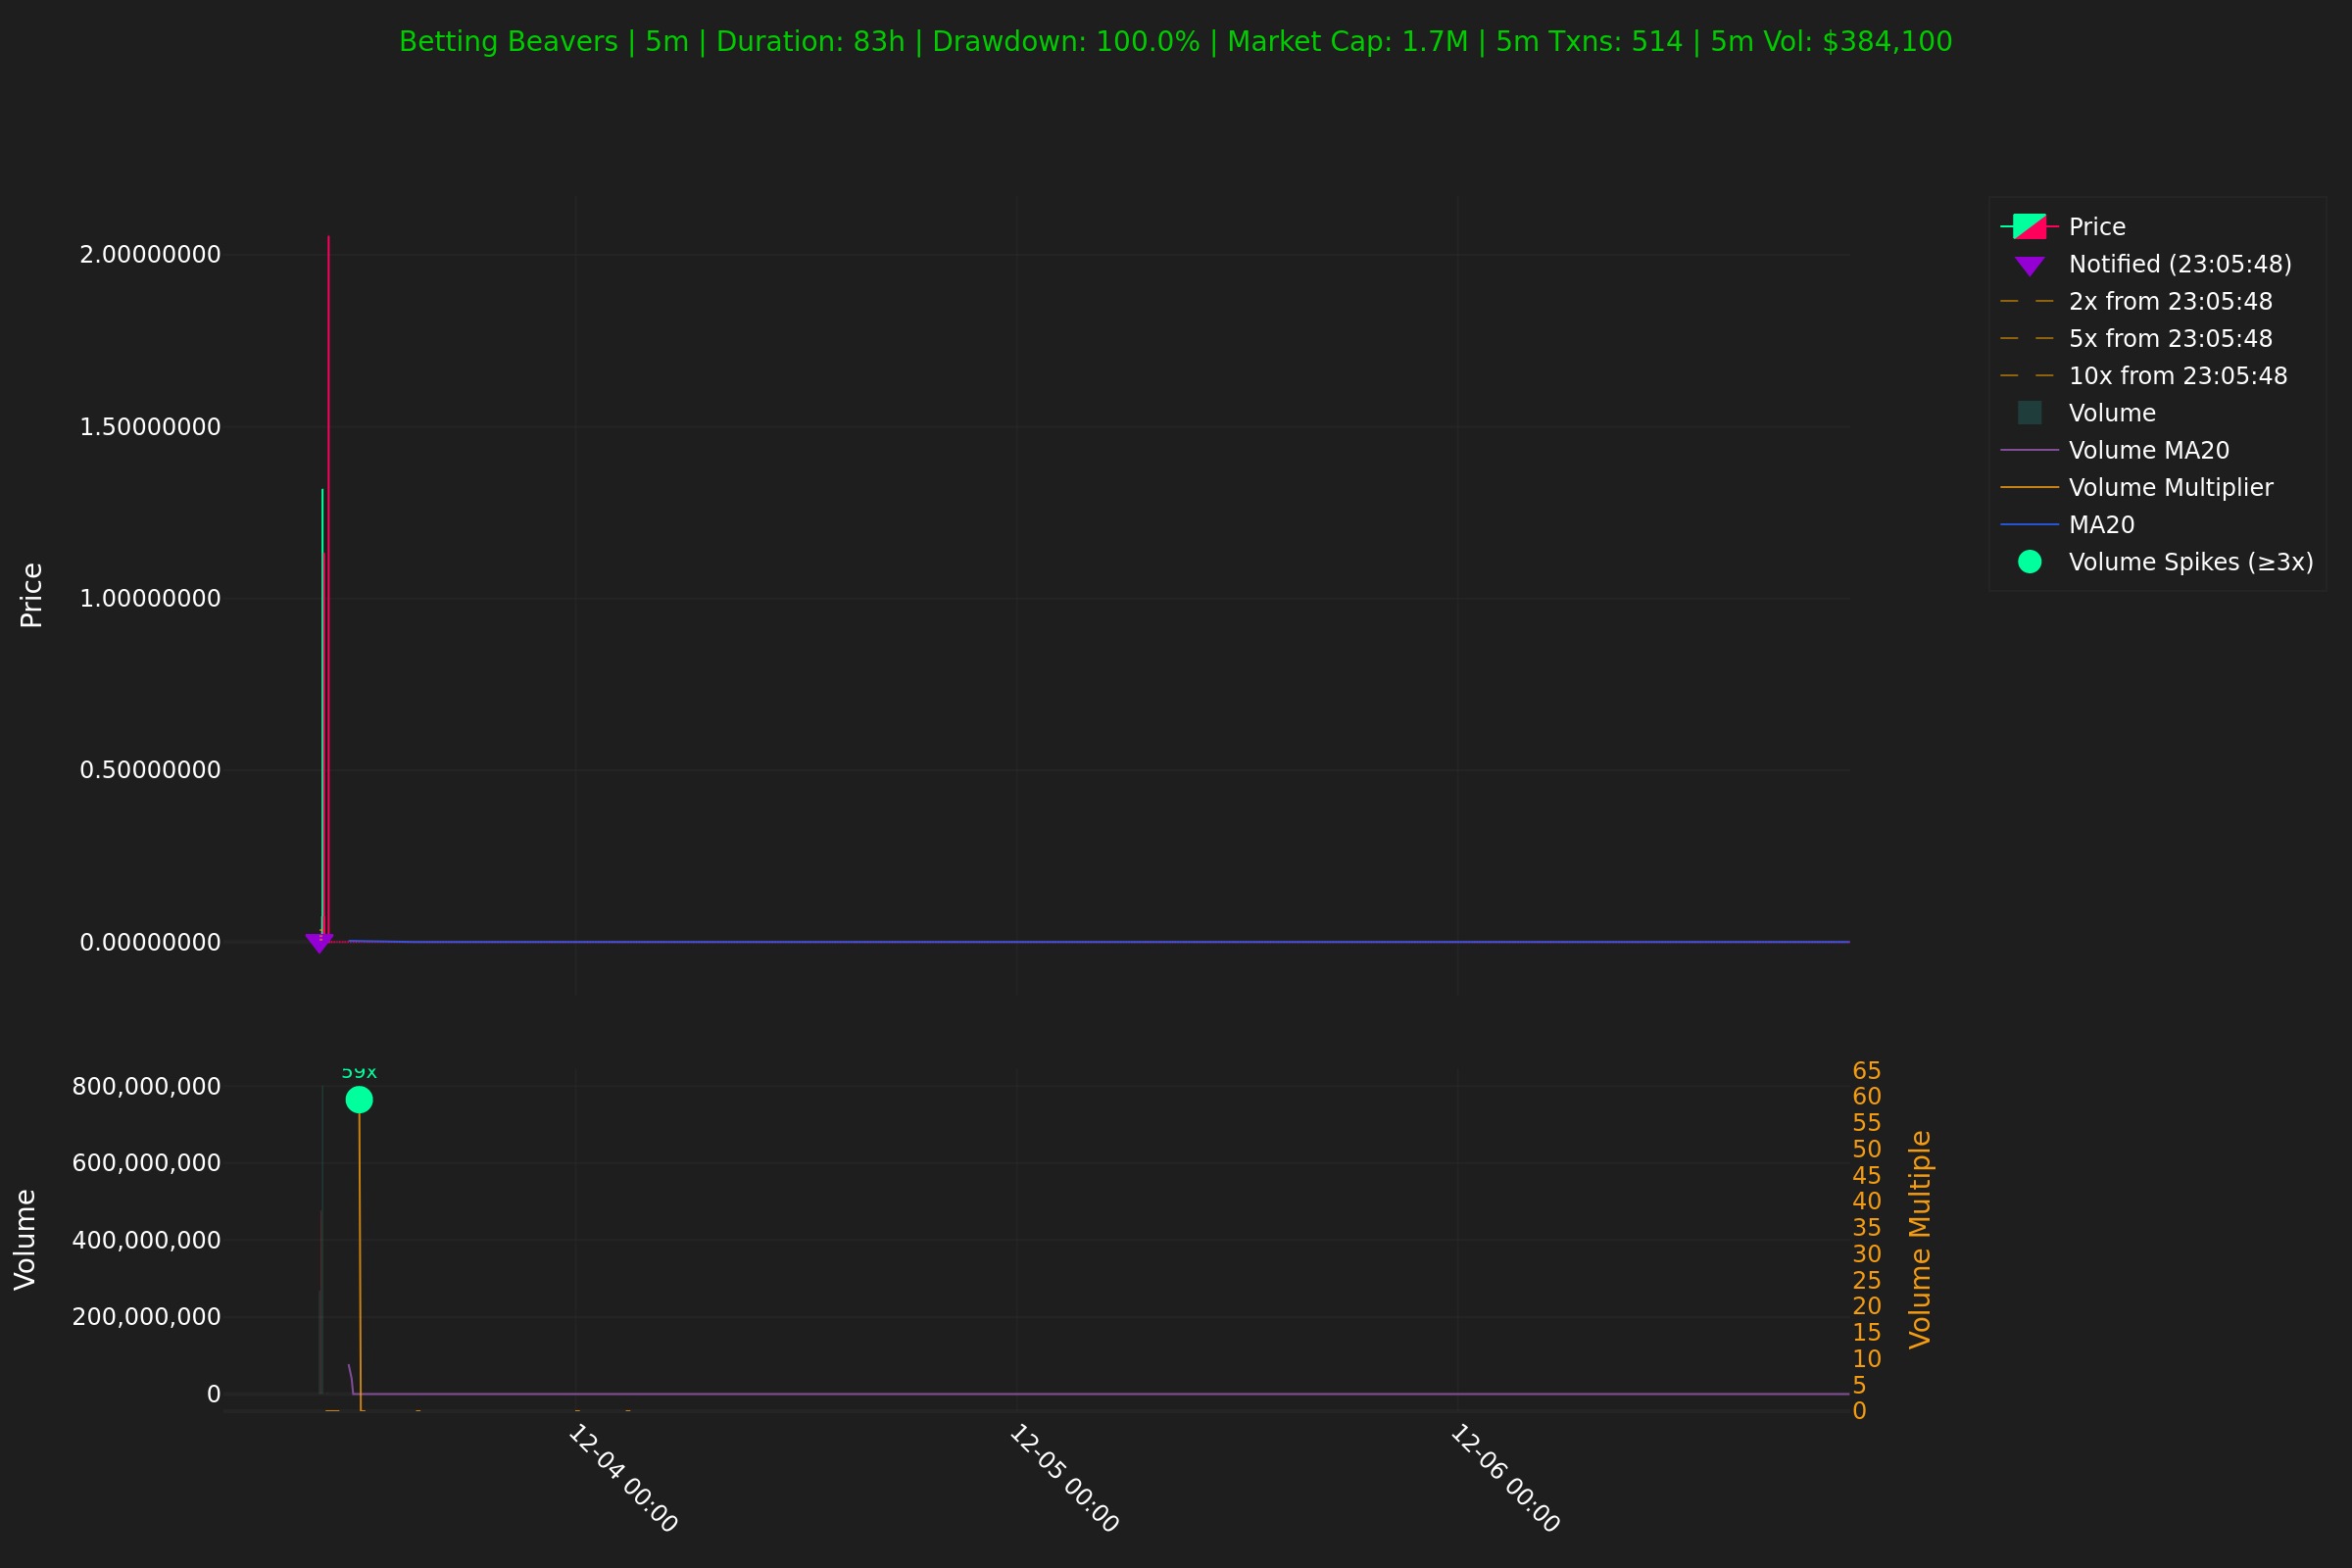 Betting Beavers | 5m | Duration: 83h | Drawdown: 100.0% | Market Cap: 1.7M | 5m Txns: 514 | 5m Vol: $384,100
Price
2.00000000
1.50000000
1.00000000
0.50000000
0.00000000
Price
Notified (23:05:48)
2x from 23:05:48
5x from 23:05:48
10x from 23:05:48
Volume
Volume MA20
Volume Multiplier
MA20
Volume Spikes (≥3x)
59x
Volume
800,000,000
600,000,000
400,000,000
200,000,000
0
65
60
55
50
45
40
35
30
25
20
15
10
5
0
Volume Multiple
12-04 00:00
12-05 00:00
12-06 00:00